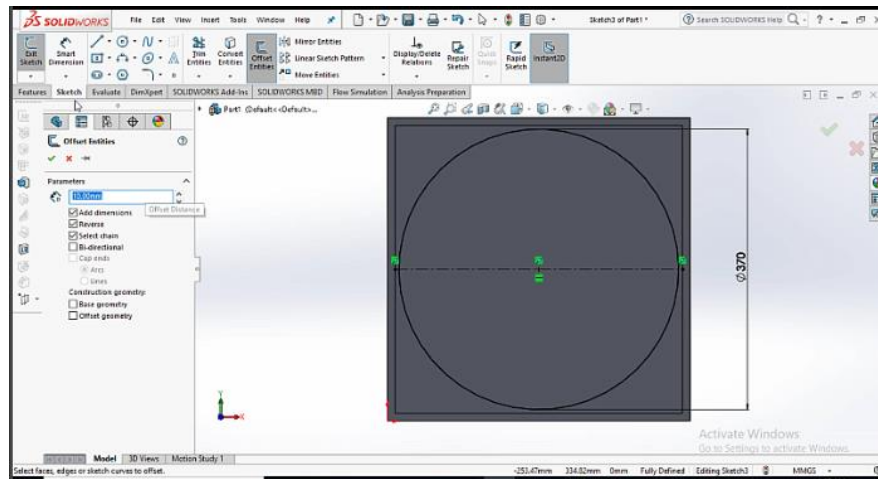 SOLIDWORKS File Edit View Insert Tools Window Help Sketch3 of Part1 * Search SOLIDWORKS Help
Exit Sketch Smart Dimension Trim Entities Convert Entities Offset Entities Mirror Entities Linear Sketch Pattern Move Entities Display/Delete Relations Repair Sketch Quick Snaps Rapid Sketch Instant2D
Features Sketch Evaluate DimXpert SOLIDWORKS Add-Ins SOLIDWORKS MBD Flow Simulation Analysis Preparation
Part1 (Default<<Default>...
Offset Entities
Parameters
10.00mm
Offset Distance
Add dimensions
Reverse
Select chain
Bi-directional
Cap ends
Arcs
Lines
Construction geometry:
Base geometry
Offset geometry
Ø370
Y
X
Activate Windows
Go to Settings to activate Windows.
Model 3D Views Motion Study 1
Select faces, edges or sketch curves to offset. -253.47mm 334.82mm 0mm Fully Defined Editing Sketch3 MMGS